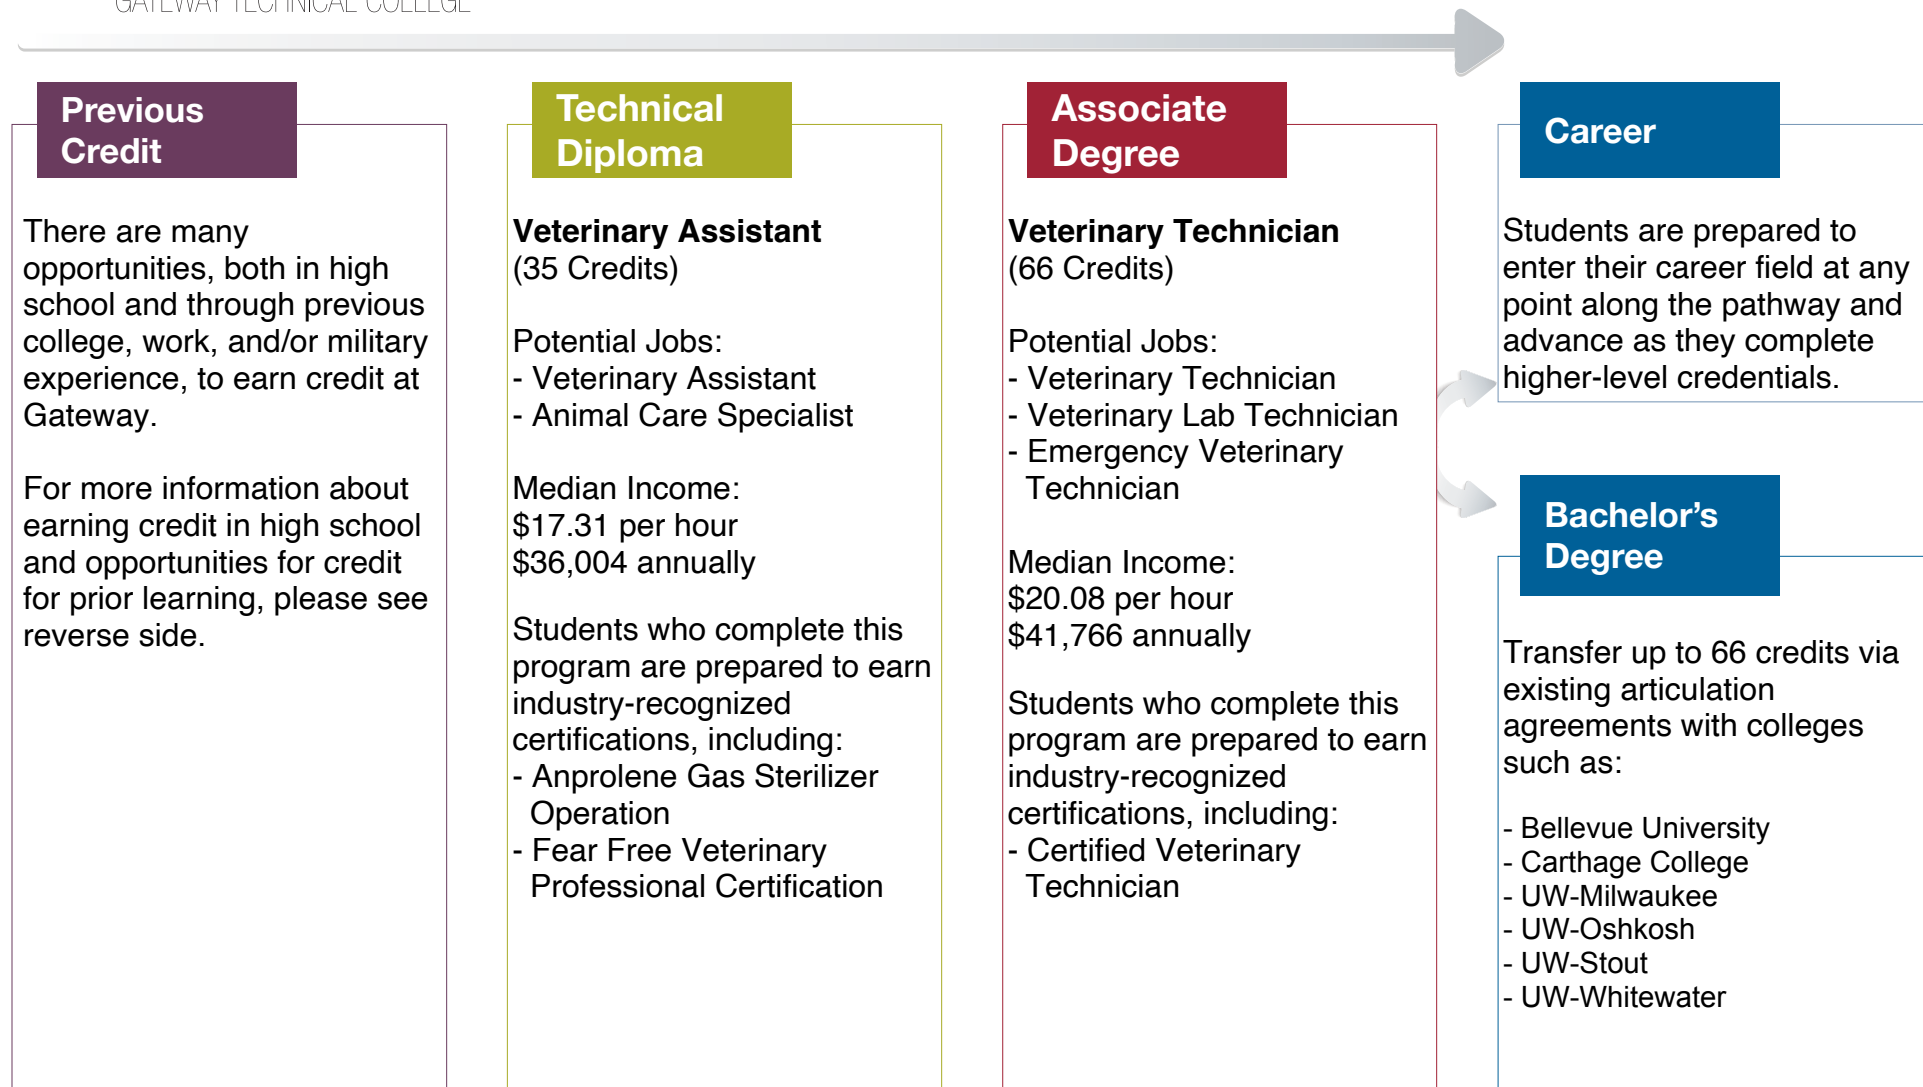 GATEWAY TECHNICAL COLLEGE
Previous
Credit
There are many
opportunities, both in high
school and through previous
college, work, and/or military
experience, to earn credit at
Gateway.
For more information about
earning credit in high school
and opportunities for credit
for prior learning, please see
reverse side.
Technical
Diploma
Veterinary Assistant
(35 Credits)
Potential Jobs:
- Veterinary Assistant
- Animal Care Specialist
Median Income:
$17.31 per hour
$36,004 annually
Students who complete this
program are prepared to earn
industry-recognized
certifications, including:
- Anprolene Gas Sterilizer
Operation
- Fear Free Veterinary
Professional Certification
Associate
Degree
Veterinary Technician
(66 Credits)
Potential Jobs:
- Veterinary Technician
- Veterinary Lab Technician
- Emergency Veterinary
Technician
Median Income:
$20.08 per hour
$41,766 annually
Students who complete this
program are prepared to earn
industry-recognized
certifications, including:
- Certified Veterinary
Technician
Career
Students are prepared to
enter their career field at any
point along the pathway and
advance as they complete
higher-level credentials.
Bachelor’s
Degree
Transfer up to 66 credits via
existing articulation
agreements with colleges
such as:
- Bellevue University
- Carthage College
- UW-Milwaukee
- UW-Oshkosh
- UW-Stout
- UW-Whitewater